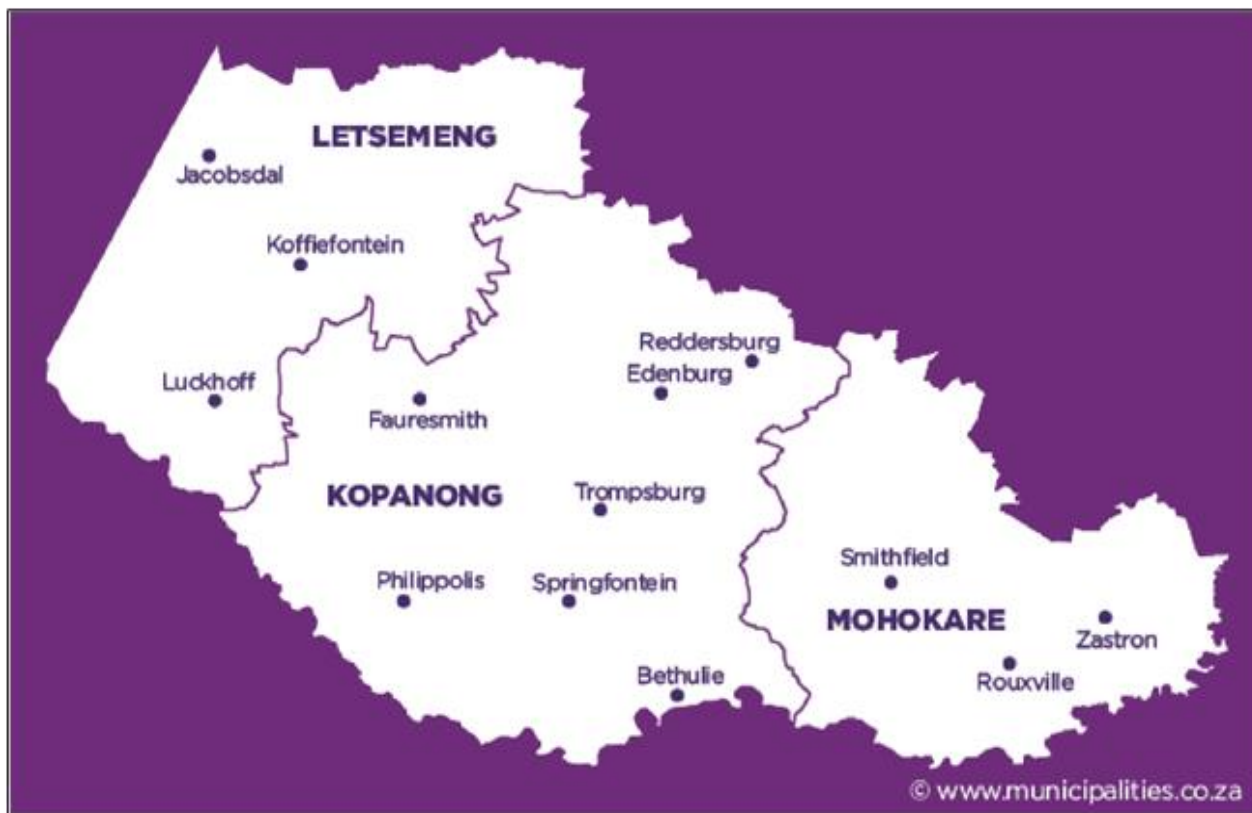 LETSEMENG
Jacobsdal
Koffiefontein
Luckhoff
Reddersburg
Edenburg
Fauresmith
KOPANONG
Trompsburg
Philippolis
Springfontein
Bethulie
Smithfield
MOHOKARE
Zastron
Rouxville
© www.municipalities.co.za